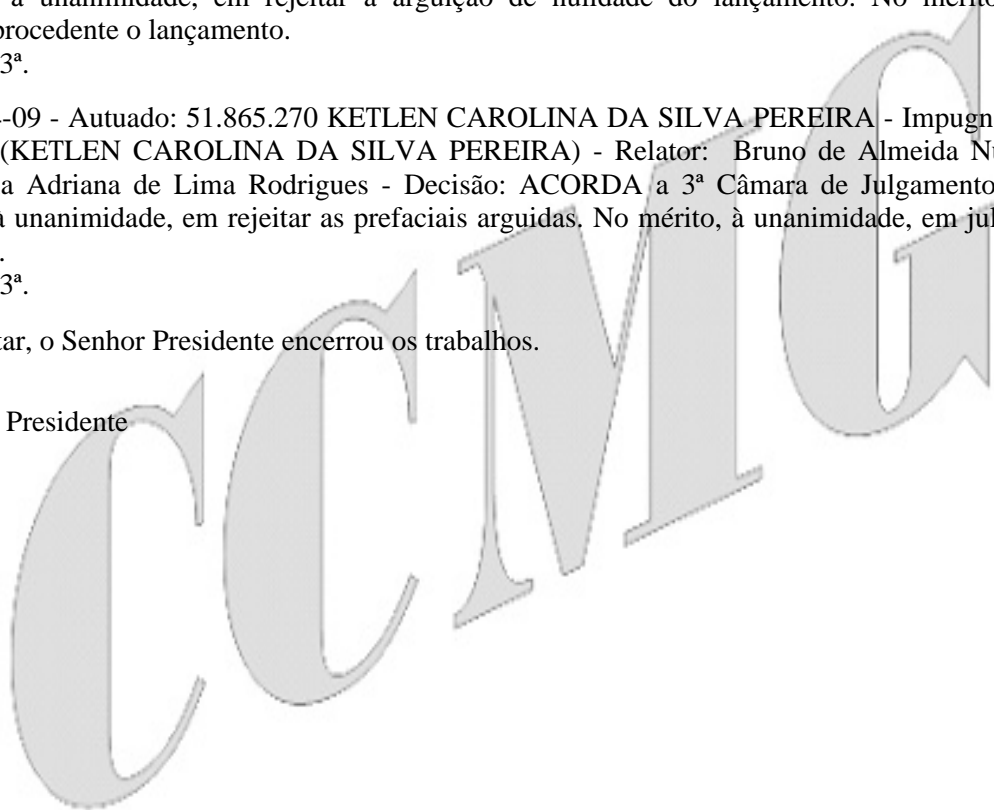 à unanimidade, em rejeitar a arguição de nulidade do lançamento. No mérito
procedente o lançamento.
3ª.
-09 - Autuado: 51.865.270 KETLEN CAROLINA DA SILVA PEREIRA - Impugn
(KETLEN CAROLINA DA SILVA PEREIRA) - Relator: Bruno de Almeida
a Adriana de Lima Rodrigues - Decisão: ACORDA a 3ª Câmara de Julgamento
à unanimidade, em rejeitar as prefaciais arguidas. No mérito, à unanimidade, em
.
3ª.
tar, o Senhor Presidente encerrou os trabalhos.
Presidente
CCMG